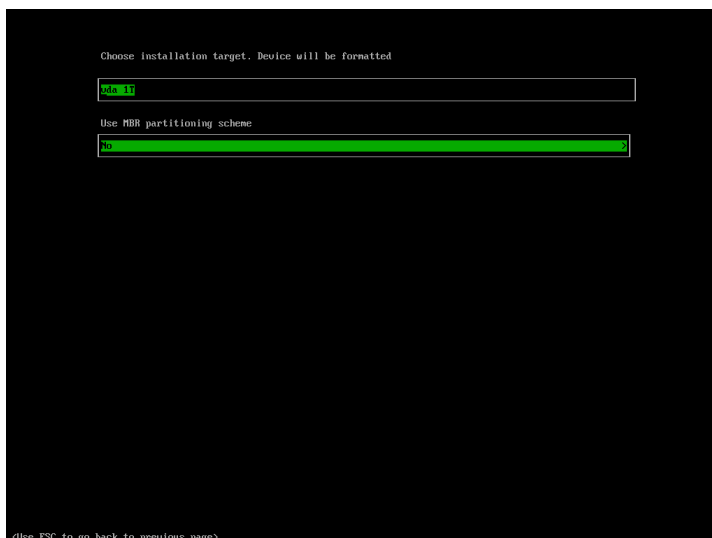 Choose installation target. Device will be formatted
vda 1T
Use MBR partitioning scheme
No >
<Use ESC to go back to previous page>